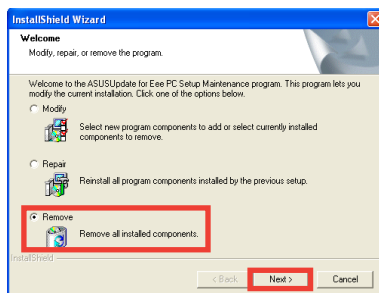 InstallShield Wizard
Welcome
Modify, repair, or remove the program.
Welcome to the ASUSUpdate for Eee PC Setup Maintenance program. This program lets you
modify the current installation. Click one of the options below.
Modify
Select new program components to add or select currently installed
components to remove.
Repair
Reinstall all program components installed by the previous setup.
Remove
Remove all installed components.
InstallShield
< Back
Next >
Cancel